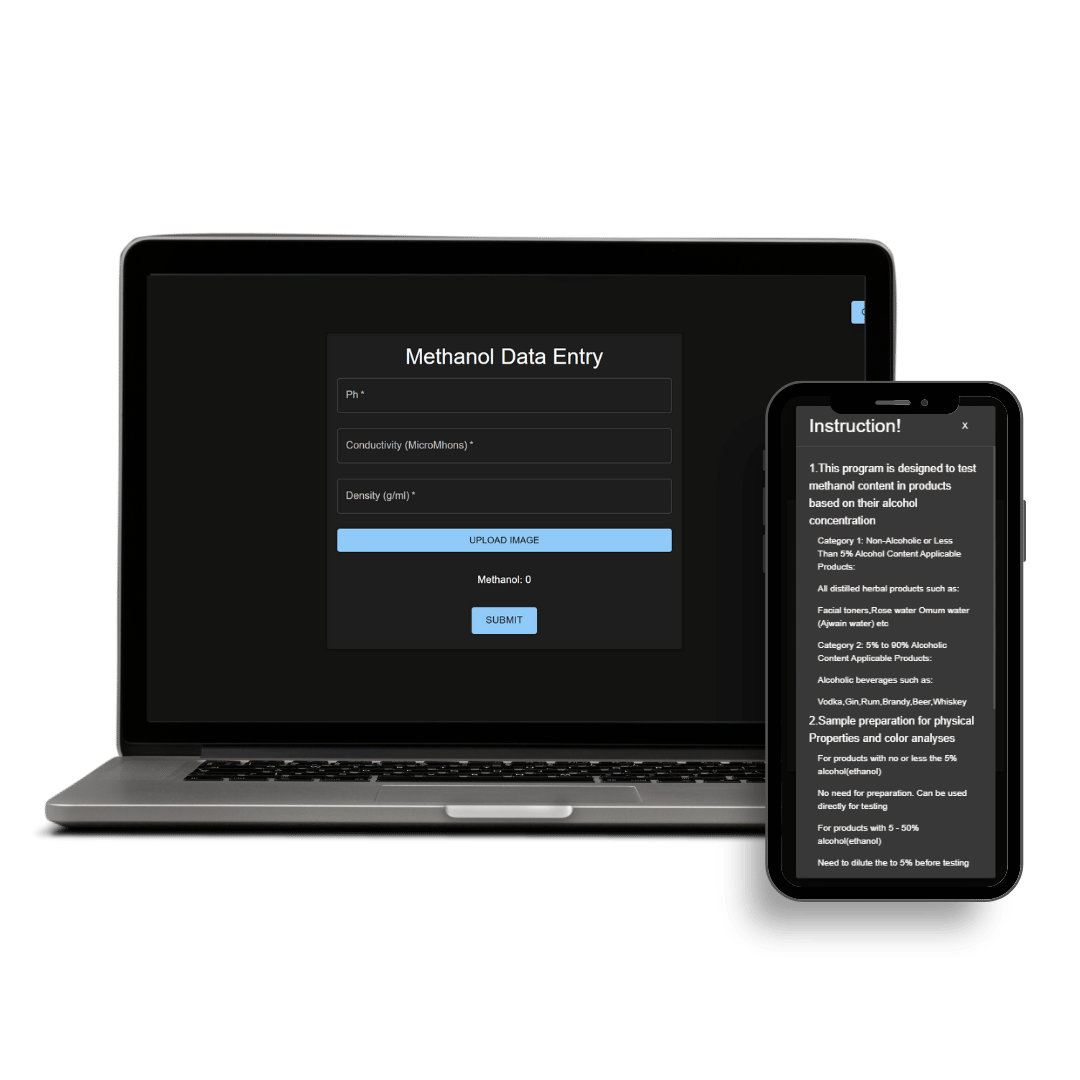 Methanol Data Entry
Ph *
Conductivity (MicroMhons) *
Density (g/ml) *
UPLOAD IMAGE
Methanol: 0
SUBMIT
Instruction!
x
1.This program is designed to test
methanol content in products
based on their alcohol
concentration
Category 1: Non-Alcoholic or Less
Than 5% Alcohol Content Applicable
Products:
All distilled herbal products such as:
Facial toners,Rose water Omum water
(Ajwain water) etc
Category 2: 5% to 90% Alcoholic
Content Applicable Products:
Alcoholic beverages such as:
Vodka,Gin,Rum,Brandy,Beer,Whiskey
2.Sample preparation for physical
Properties and color analyses
For products with no or less the 5%
alcohol(ethanol)
No need for preparation. Can be used
directly for testing
For products with 5 - 50%
alcohol(ethanol)
Need to dilute the to 5% before testing